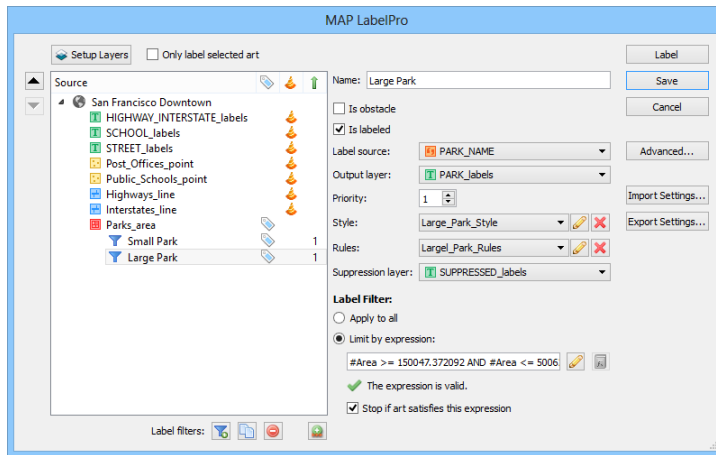 MAP LabelPro
Setup Layers
Only label selected art
Label
Save
Cancel
Advanced...
Import Settings...
Export Settings...
Source
San Francisco Downtown
HIGHWAY_INTERSTATE_labels
SCHOOL_labels
STREET_labels
Post_Offices_point
Public_Schools_point
Highways_line
Interstates_line
Parks_area
Small Park 1
Large Park 1
Label filters:
Name: Large Park
Is obstacle
Is labeled
Label source: PARK_NAME
Output layer: PARK_labels
Priority: 1
Style: Large_Park_Style
Rules: Largel_Park_Rules
Suppression layer: SUPPRESSED_labels
Label Filter:
Apply to all
Limit by expression:
#Area >= 150047.372092 AND #Area <= 5006
The expression is valid.
Stop if art satisfies this expression